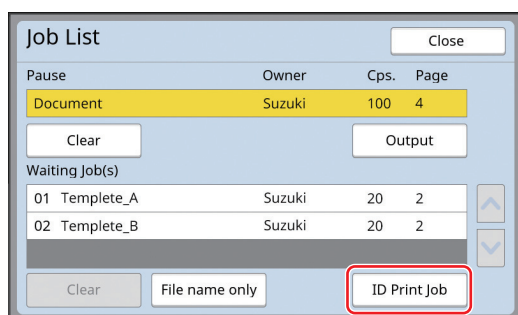 Job List Close
Pause Owner Cps. Page
Document Suzuki 100 4
Clear Output
Waiting Job(s)
01 Templete_A Suzuki 20 2
02 Templete_B Suzuki 20 2
Clear File name only ID Print Job